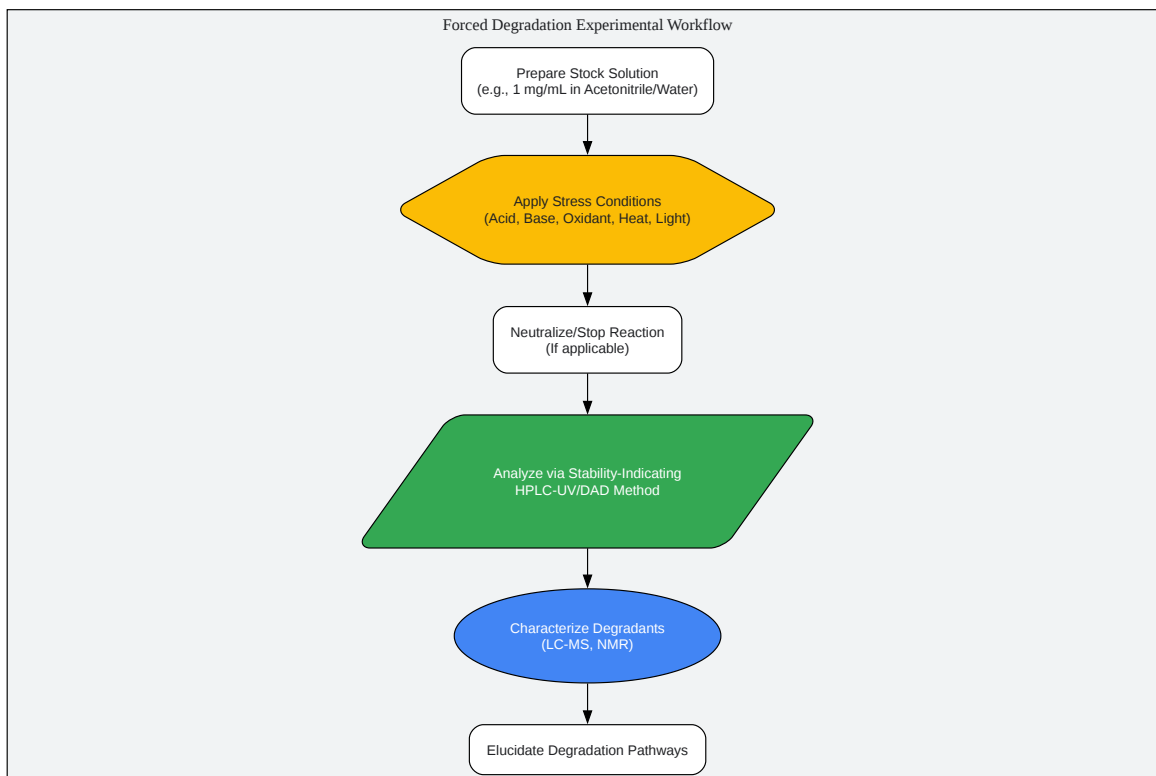 Forced Degradation Experimental Workflow
Prepare Stock Solution
(e.g., 1 mg/mL in Acetonitrile/Water)
Apply Stress Conditions
(Acid, Base, Oxidant, Heat, Light)
Neutralize/Stop Reaction
(If applicable)
Analyze via Stability-Indicating
HPLC-UV/DAD Method
Characterize Degradants
(LC-MS, NMR)
Elucidate Degradation Pathways